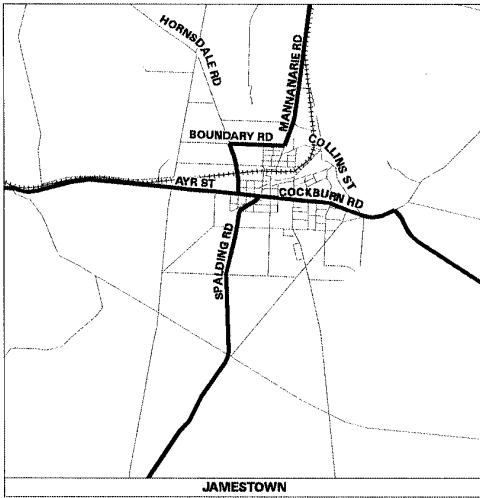 HORNSDALE RD
MANNANARIE RD
BOUNDARY RD
COLLINS ST
AYR ST
COCKBURN RD
SPALDING RD
JAMESTOWN